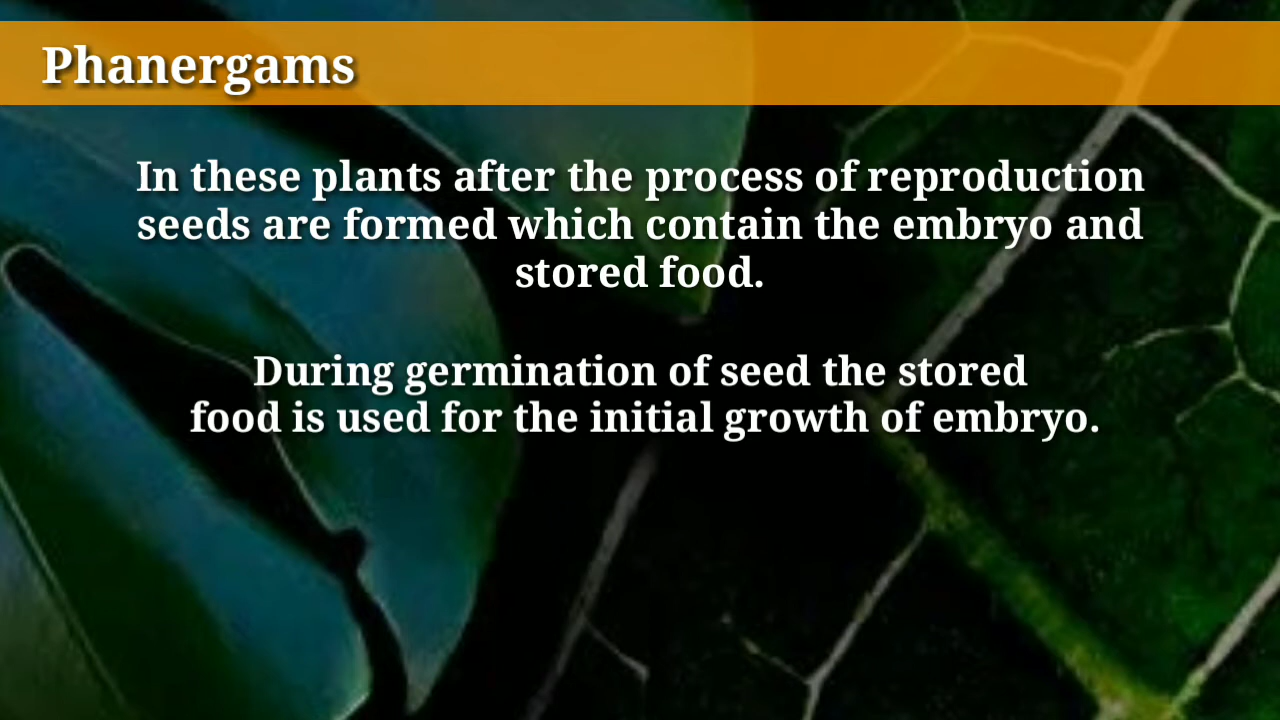 Phanergams
In these plants after the process of reproduction
seeds are formed which contain the embryo and
stored food.
During germination of seed the stored
food is used for the initial growth of embryo.